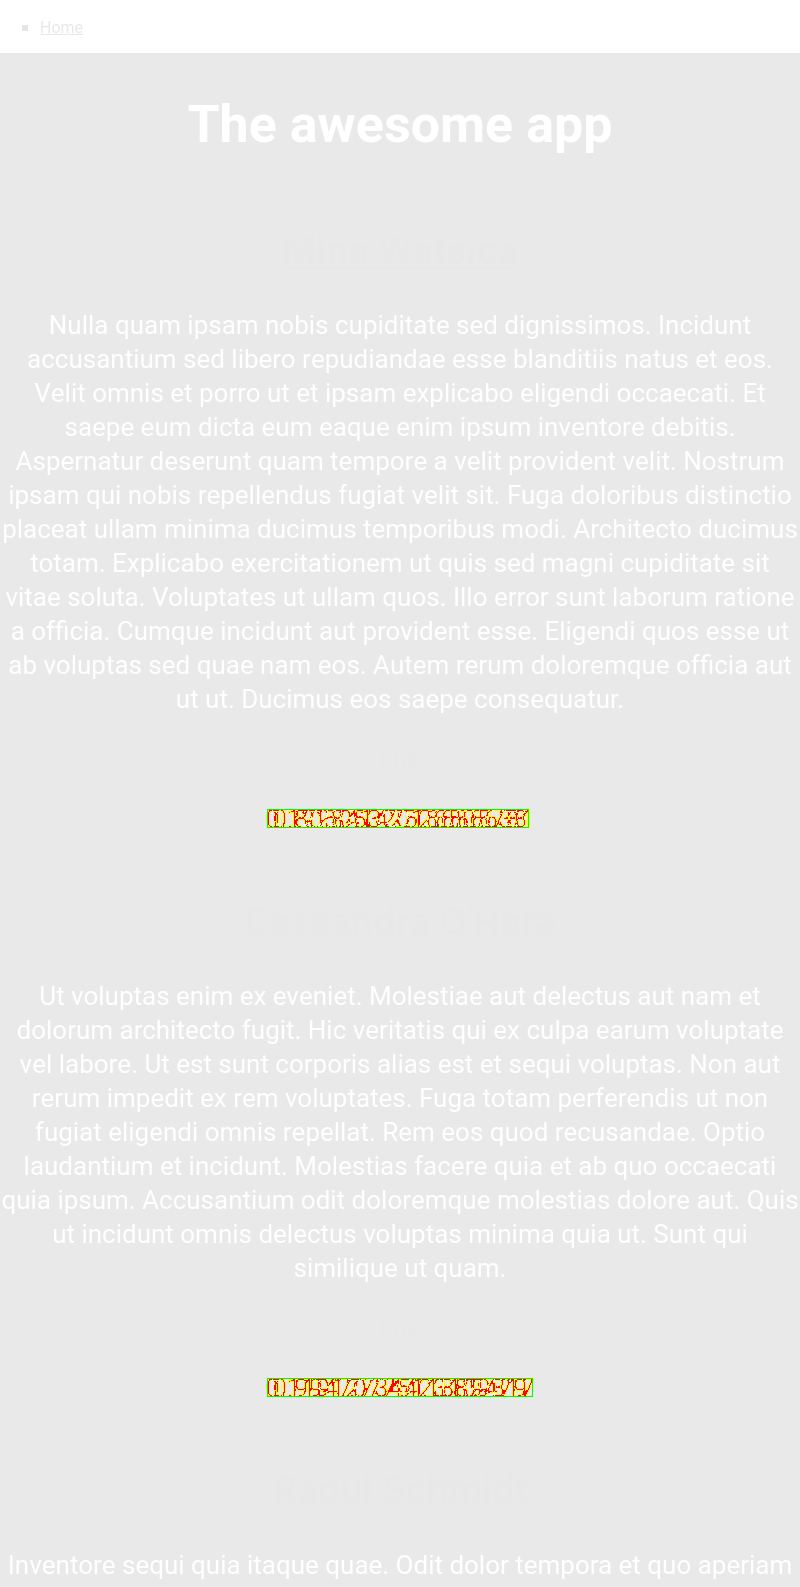 Home
The awesome app
Nulla quam ipsam nobis cupiditate sed dignissimos. Incidunt
accusantium sed libero repudiandae esse blanditiis natus et eos.
Velit omnis et porro ut et ipsam explicabo eligendi occaecati. Et
saepe eum dicta eum eaque enim ipsum inventore debitis.
Aspernatur deserunt quam tempore a velit provident velit. Nostrum
ipsam qui nobis repellendus fugiat velit sit. Fuga doloribus distinctio
placeat ullam minima ducimus temporibus modi. Architecto ducimus
totam. Explicabo exercitationem ut quis sed magni cupiditate sit
vitae soluta. Voluptates ut ullam quos. Illo error sunt laborum ratione
a officia. Cumque incidunt aut provident esse. Eligendi quos esse ut
ab voluptas sed quae nam eos. Autem rerum doloremque officia aut
ut ut. Ducimus eos saepe consequatur.
Ut voluptas enim ex eveniet. Molestiae aut delectus aut nam et
dolorum architecto fugit. Hic veritatis qui ex culpa earum voluptate
vel labore. Ut est sunt corporis alias est et sequi voluptas. Non aut
rerum impedit ex rem voluptates. Fuga totam perferendis ut non
fugiat eligendi omnis repellat. Rem eos quod recusandae. Optio
laudantium et incidunt. Molestias facere quia et ab quo occaecati
quia ipsum. Accusantium odit doloremque molestias dolore aut. Quis
ut incidunt omnis delectus voluptas minima quia ut. Sunt qui
similique ut quam.
Inventore sequi quia itaque quae. Odit dolor tempora et quo aperiam